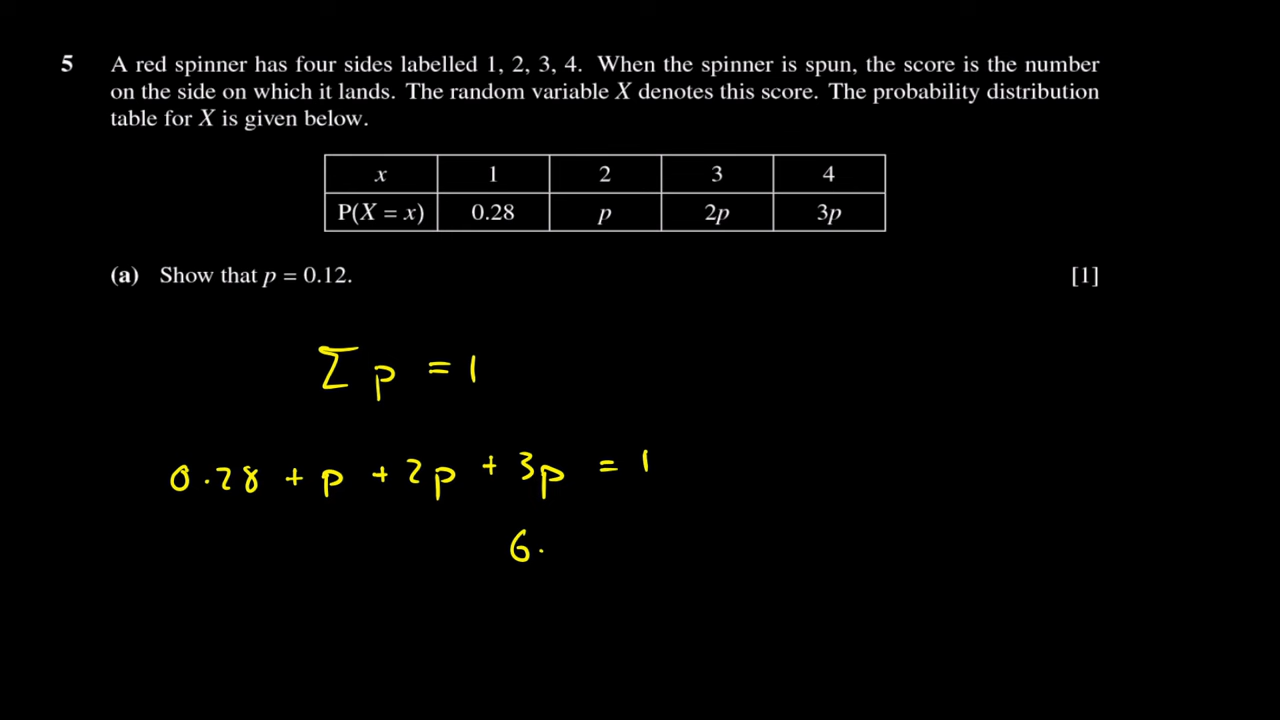 5 A red spinner has four sides labelled 1, 2, 3, 4. When the spinner is spun, the score is the number
on the side on which it lands. The random variable X denotes this score. The probability distribution
table for X is given below.
x 1 2 3 4
P(X = x) 0.28 p 2p 3p
(a) Show that p = 0.12. [1]
Σ p = 1
0.28 + p + 2p + 3p = 1
6.